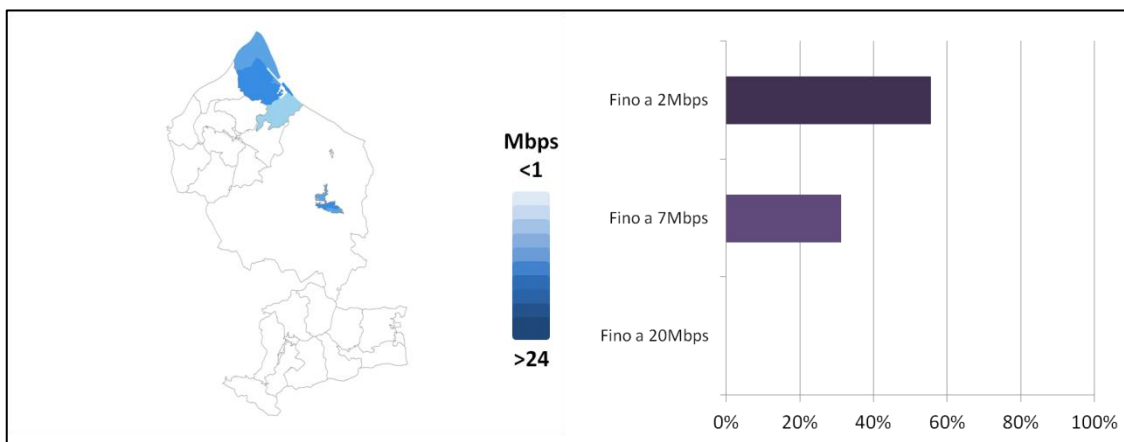 Mbps
<1
>24
Fino a 2Mbps
Fino a 7Mbps
Fino a 20Mbps
0% 20% 40% 60% 80% 100%